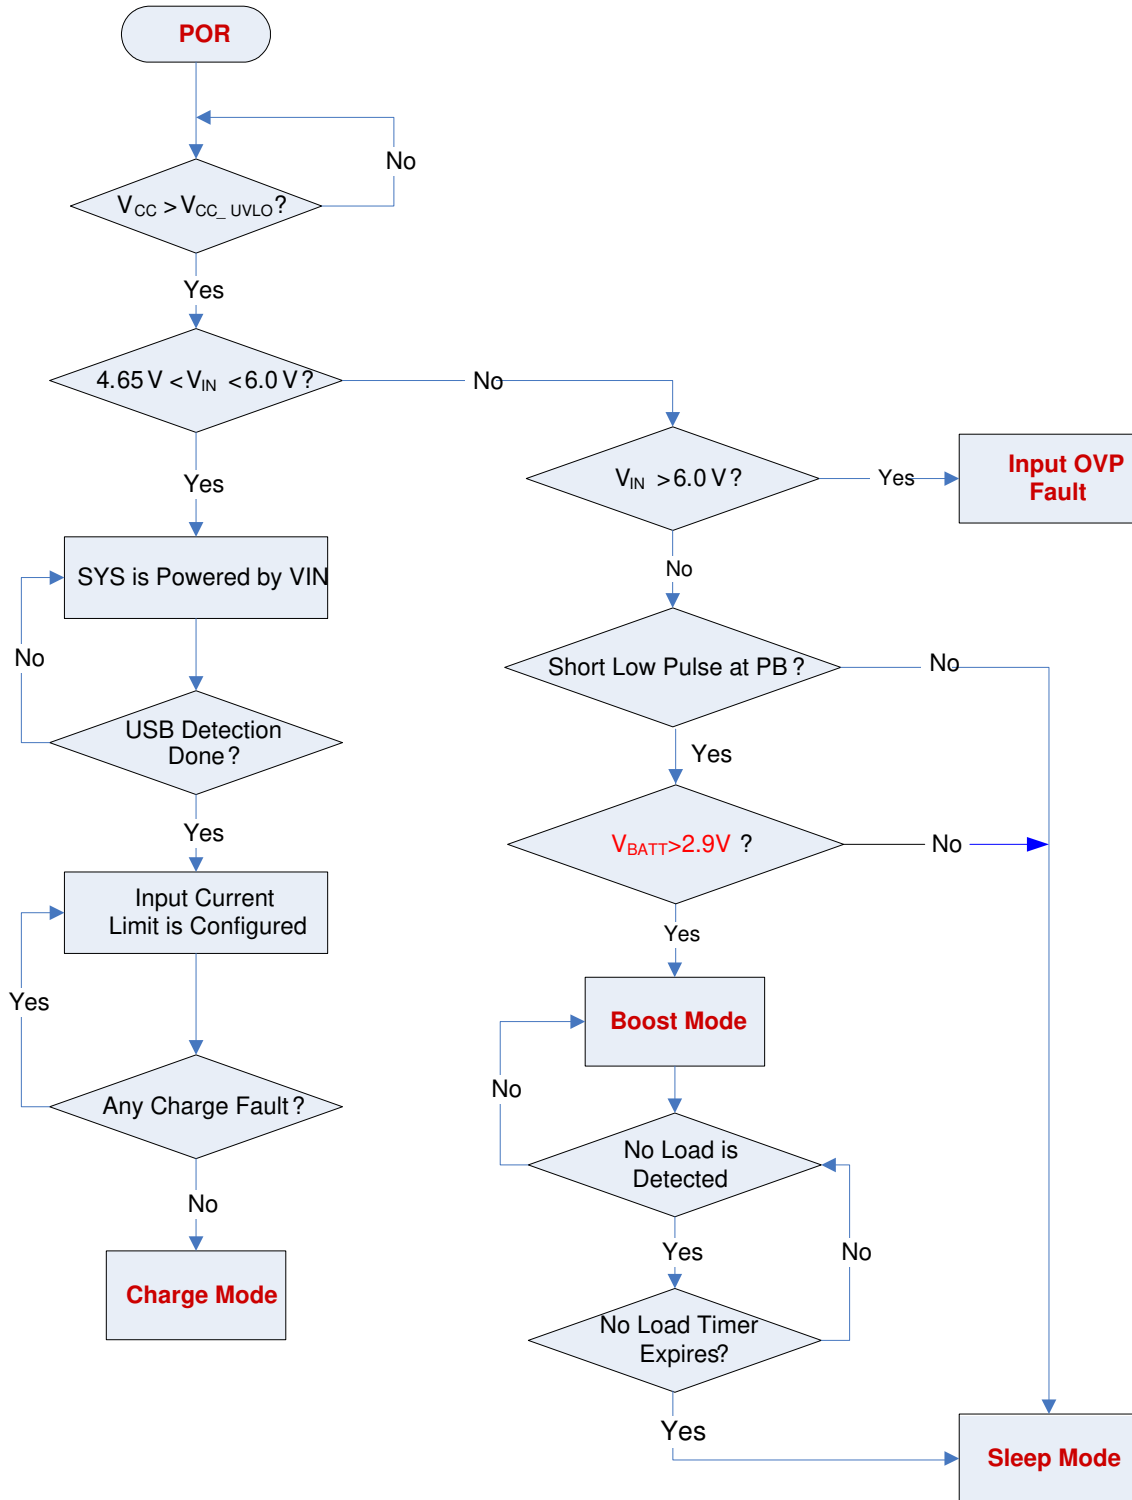 POR
No
VCC > VCC_UVLO?
Yes
4.65 V < VIN < 6.0 V?
No
Yes
VIN > 6.0 V?
Yes
Input OVP
Fault
No
SYS is Powered by VIN
No
Short Low Pulse at PB?
No
USB Detection
Done?
Yes
Yes
VBATT>2.9V ?
No
Input Current
Limit is Configured
Yes
Yes
Boost Mode
No
Any Charge Fault?
No
No Load is
Detected
Yes
No
Charge Mode
No Load Timer
Expires?
Yes
Sleep Mode